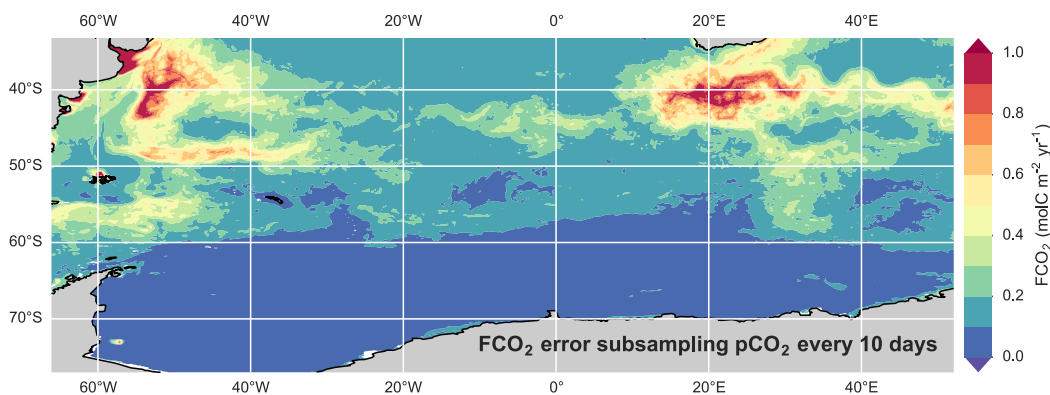 60°W 40°W 20°W 0° 20°E 40°E
40°S
50°S
60°S
70°S
60°W 40°W 20°W 0° 20°E 40°E
FCO₂ error subsampling pCO₂ every 10 days
1.0
0.8
0.6
0.4
0.2
0.0
FCO₂ (molC m⁻² yr⁻¹)